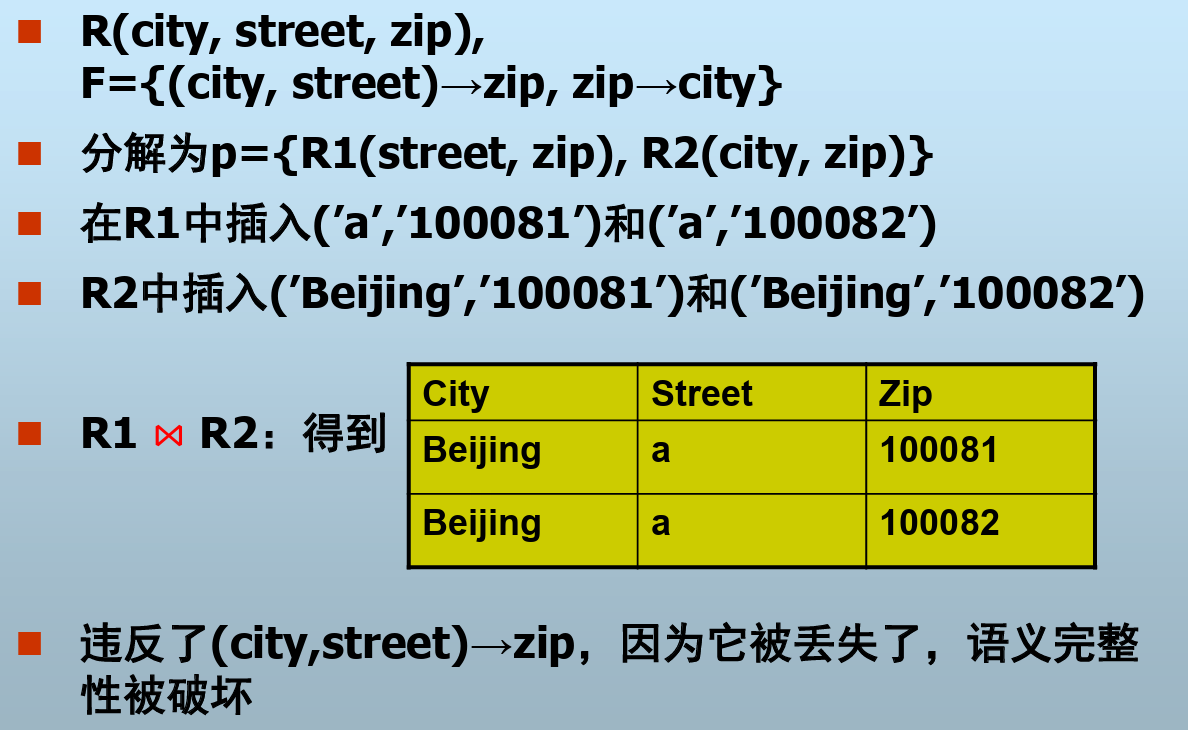 R(city, street, zip),
F={(city, street)→zip, zip→city}
分解为p={R1(street, zip), R2(city, zip)}
在R1中插入(’a’,’100081’)和(’a’,’100082’)
R2中插入(’Beijing’,’100081’)和(’Beijing’,’100082’)
R1 ⋈ R2：得到
City Street Zip
Beijing a 100081
Beijing a 100082
违反了(city,street)→zip，因为它被丢失了，语义完整
性被破坏